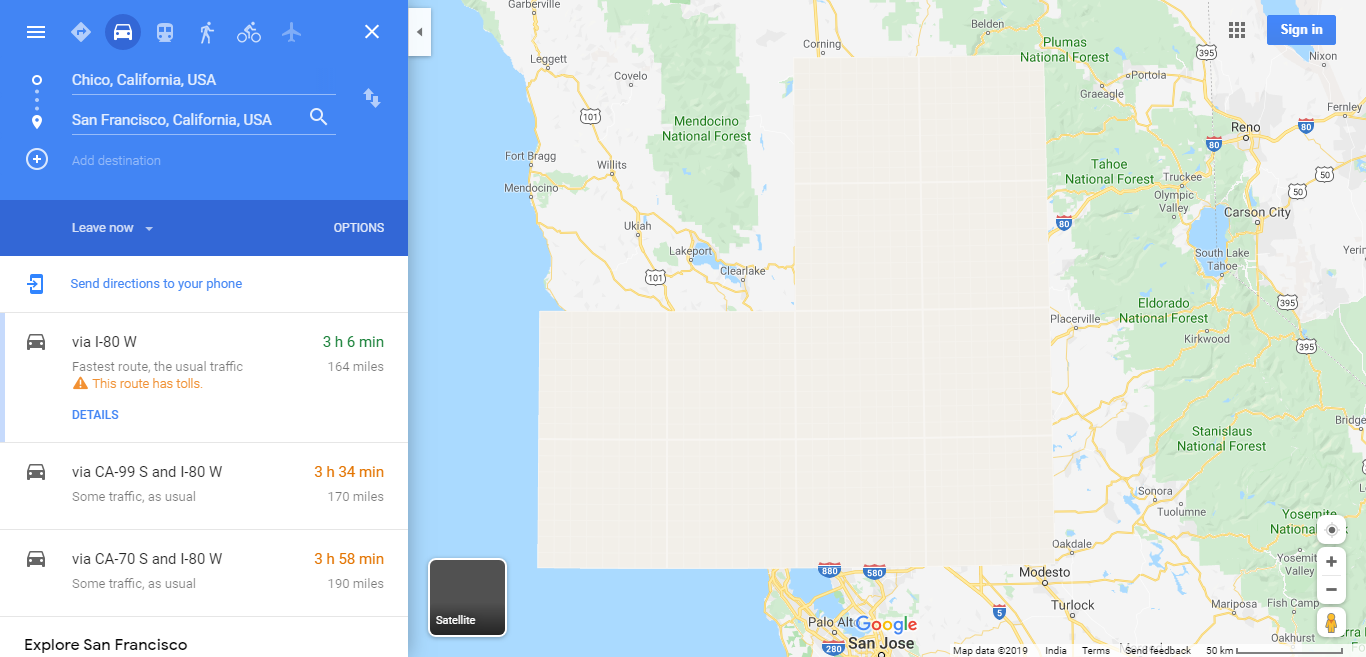 Chico, California, USA
San Francisco, California, USA
Add destination
Leave now
OPTIONS
Send directions to your phone
via I-80 W
3 h 6 min
Fastest route, the usual traffic
164 miles
This route has tolls.
DETAILS
via CA-99 S and I-80 W
3 h 34 min
Some traffic, as usual
170 miles
via CA-70 S and I-80 W
3 h 58 min
Some traffic, as usual
190 miles
Explore San Francisco
Sign in
Garberville
Leggett
Covelo
Corning
Belden
Plumas
National Forest
Portola
Graeagle
395
Nixon
Fernley
101
Mendocino
National Forest
Reno
80
80
Fort Bragg
Willits
Mendocino
Tahoe
National Forest
Truckee
Olympic
Valley
50
50
Carson City
80
Ukiah
Lakeport
Clearlake
101
South Lake
Tahoe
395
Eldorado
National Forest
Placerville
Kirkwood
395
Stanislaus
National Forest
Sonora
Tuolumne
Yosemite
Oakdale
Modesto
Yosemite
Valley
880
580
Turlock
5
Mariposa
Fish Camp
Oakhurst
Palo Alto
280
San Jose
Satellite
Google
Map data ©2019
India
Terms
Send feedback
50 km